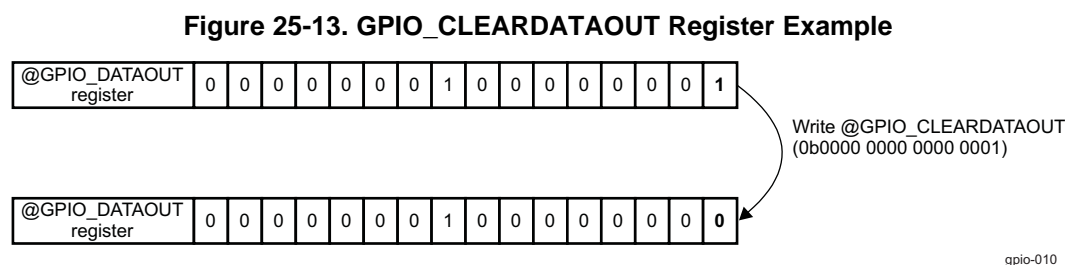 Figure 25-13. GPIO_CLEARDATAOUT Register Example
@GPIO_DATAOUT
register
0 0 0 0 0 0 0 1 0 0 0 0 0 0 0 1
Write @GPIO_CLEARDATAOUT
(0b0000 0000 0000 0001)
@GPIO_DATAOUT
register
0 0 0 0 0 0 0 1 0 0 0 0 0 0 0 0
gpio-010